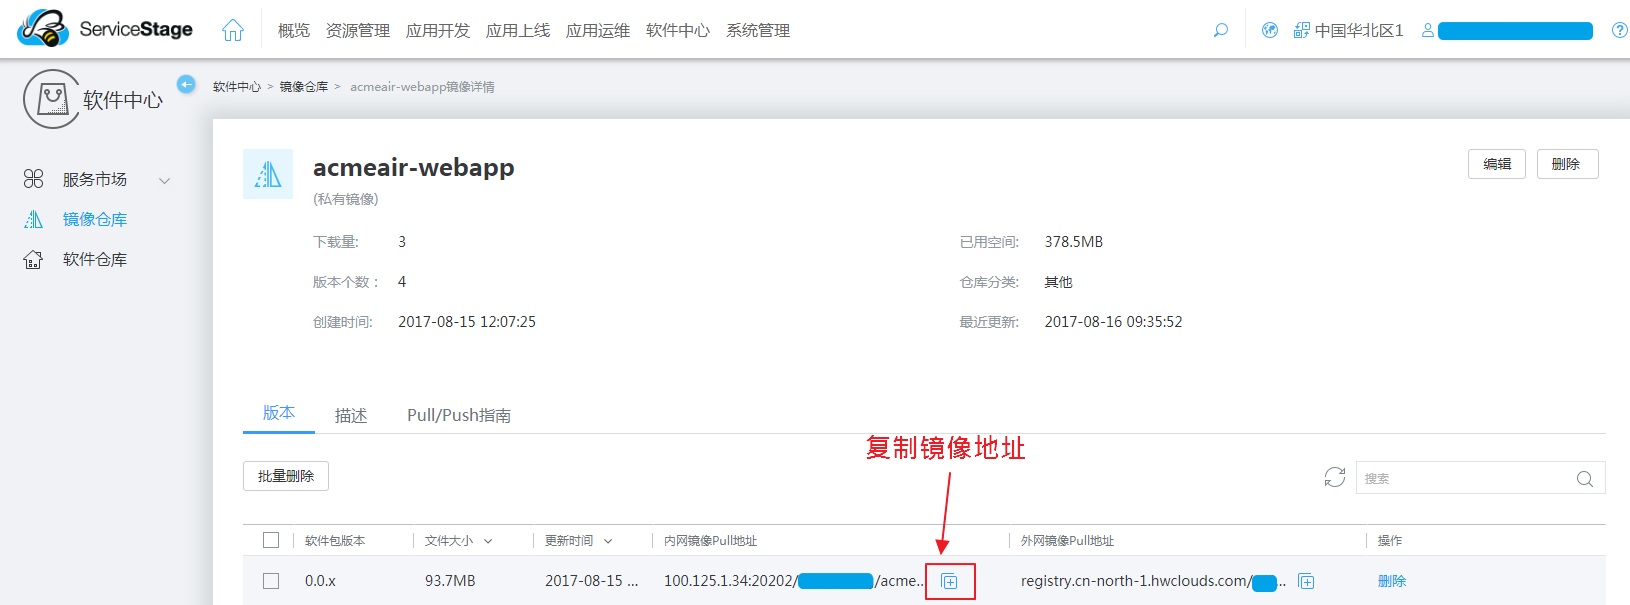 ServiceStage 概览 资源管理 应用开发 应用上线 应用运维 软件中心 系统管理 中国华北区1
软件中心
软件中心 > 镜像仓库 > acmeair-webapp镜像详情
服务市场
镜像仓库
软件仓库
acmeair-webapp
(私有镜像)
编辑 删除
下载量: 3 已用空间: 378.5MB
版本个数： 4 仓库分类: 其他
创建时间: 2017-08-15 12:07:25 最近更新: 2017-08-16 09:35:52
版本 描述 Pull/Push指南
复制镜像地址
批量删除 搜索
软件包版本 文件大小 更新时间 内网镜像Pull地址 外网镜像Pull地址 操作
0.0.x 93.7MB 2017-08-15 ... 100.125.1.34:20202/ /acme... registry.cn-north-1.hwclouds.com/ ... 删除